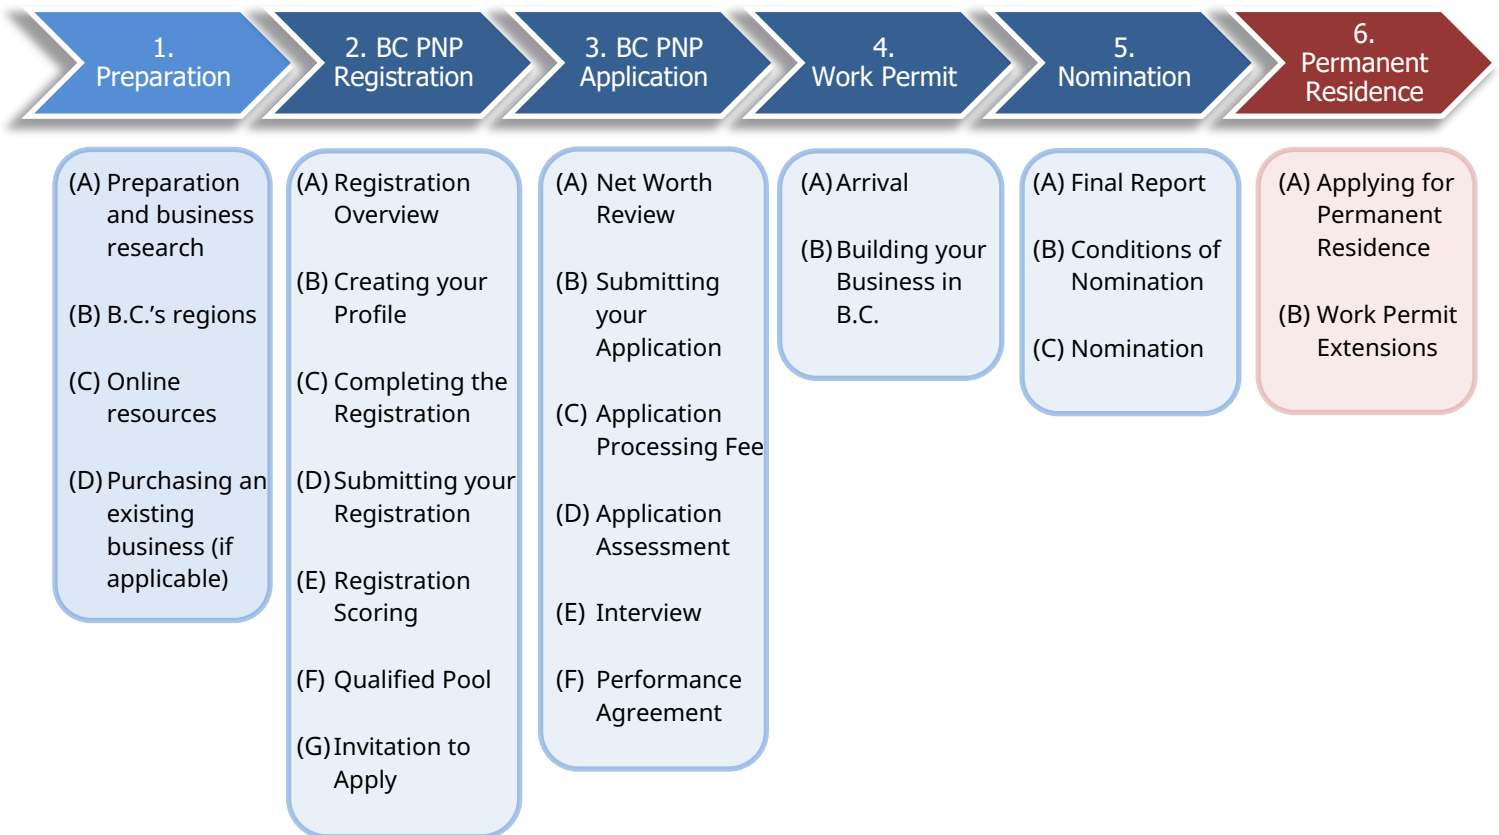 1.
Preparation
2. BC PNP
Registration
3. BC PNP
Application
4.
Work Permit
5.
Nomination
6.
Permanent
Residence
(A) Preparation
and business
research
(B) B.C.’s regions
(C) Online
resources
(D) Purchasing an
existing
business (if
applicable)
(A) Registration
Overview
(B) Creating your
Profile
(C) Completing the
Registration
(D) Submitting your
Registration
(E) Registration
Scoring
(F) Qualified Pool
(G) Invitation to
Apply
(A) Net Worth
Review
(B) Submitting
your
Application
(C) Application
Processing Fee
(D) Application
Assessment
(E) Interview
(F) Performance
Agreement
(A) Arrival
(B) Building your
Business in
B.C.
(A) Final Report
(B) Conditions of
Nomination
(C) Nomination
(A) Applying for
Permanent
Residence
(B) Work Permit
Extensions